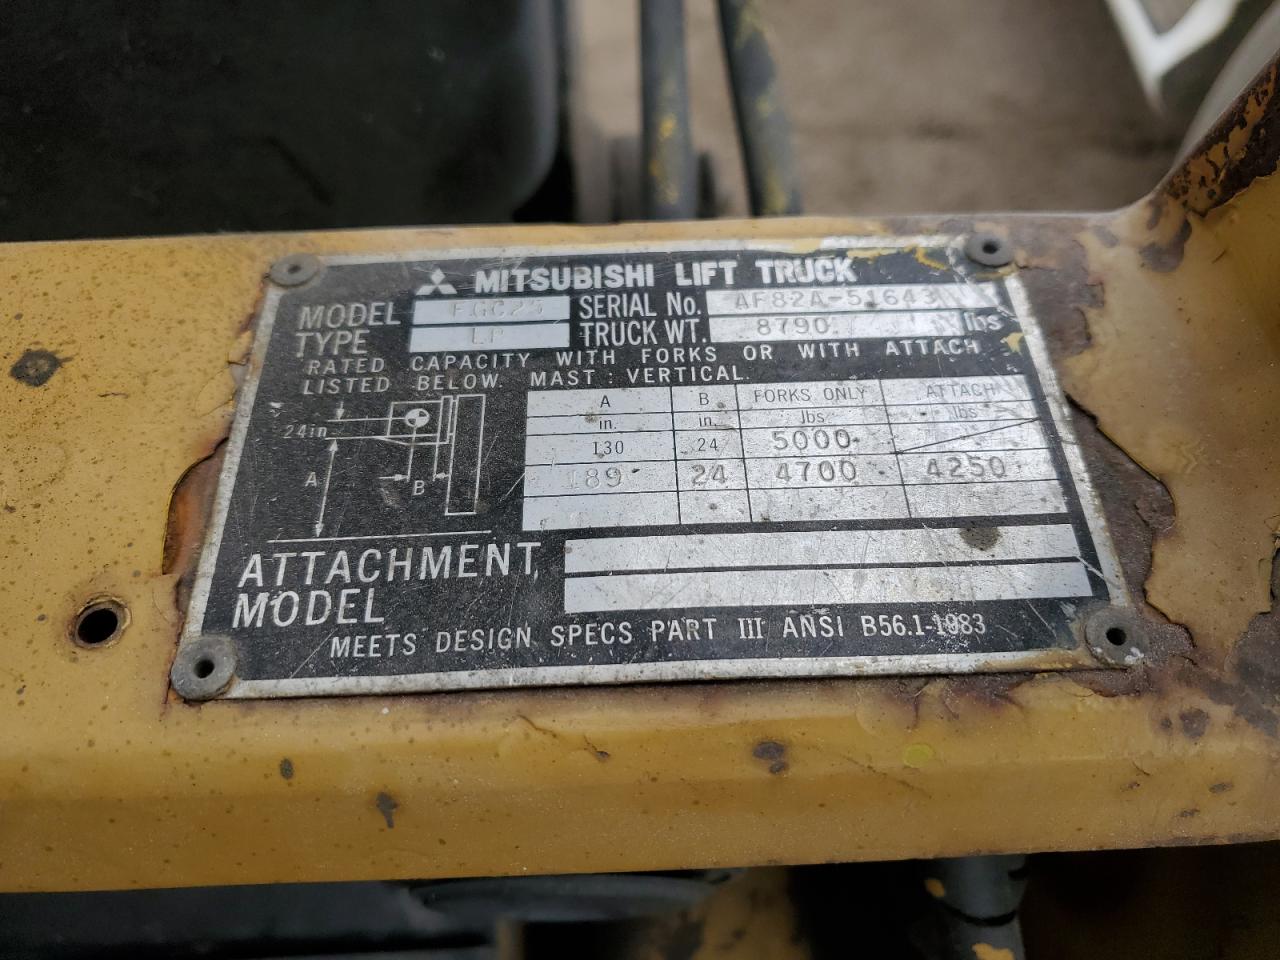 MITSUBISHI LIFT TRUCK
MODEL FGC25 SERIAL No. AF82A-51643
TYPE LP TRUCK WT. 8790 lbs
RATED CAPACITY WITH FORKS OR WITH ATTACH
LISTED BELOW MAST : VERTICAL
24in
A
B
A B FORKS ONLY ATTACH
in. in. lbs lbs
130 24 5000
189 24 4700 4250
ATTACHMENT,
MODEL
MEETS DESIGN SPECS PART III ANSI B56.1-1983